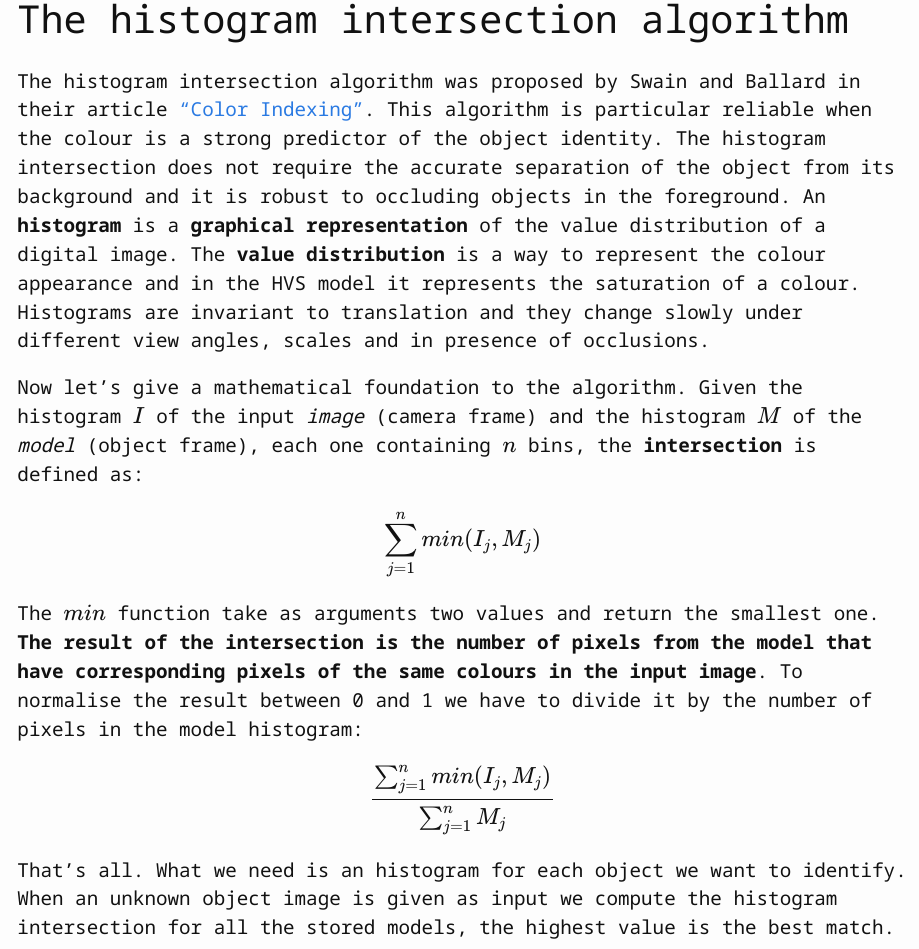 The histogram intersection algorithm
The histogram intersection algorithm was proposed by Swain and Ballard in
their article “Color Indexing”. This algorithm is particular reliable when
the colour is a strong predictor of the object identity. The histogram
intersection does not require the accurate separation of the object from its
background and it is robust to occluding objects in the foreground. An
histogram is a graphical representation of the value distribution of a
digital image. The value distribution is a way to represent the colour
appearance and in the HVS model it represents the saturation of a colour.
Histograms are invariant to translation and they change slowly under
different view angles, scales and in presence of occlusions.
Now let’s give a mathematical foundation to the algorithm. Given the
histogram I of the input image (camera frame) and the histogram M of the
model (object frame), each one containing n bins, the intersection is
defined as:
\sum_{j=1}^{n} min(I_j, M_j)
The min function take as arguments two values and return the smallest one.
The result of the intersection is the number of pixels from the model that
have corresponding pixels of the same colours in the input image. To
normalise the result between 0 and 1 we have to divide it by the number of
pixels in the model histogram:
\frac{\sum_{j=1}^{n} min(I_j, M_j)}{\sum_{j=1}^{n} M_j}
That’s all. What we need is an histogram for each object we want to identify.
When an unknown object image is given as input we compute the histogram
intersection for all the stored models, the highest value is the best match.